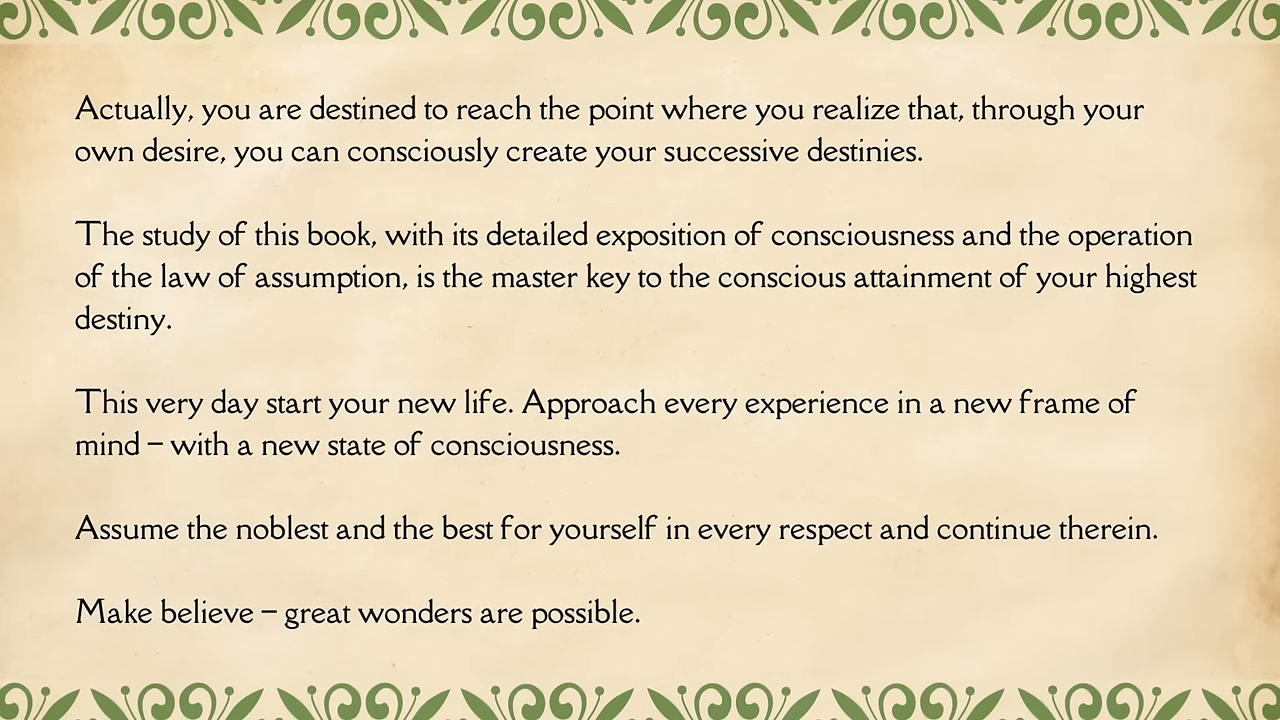 Actually, you are destined to reach the point where you realize that, through your
own desire, you can consciously create your successive destinies.
The study of this book, with its detailed exposition of consciousness and the operation
of the law of assumption, is the master key to the conscious attainment of your highest
destiny.
This very day start your new life. Approach every experience in a new frame of
mind – with a new state of consciousness.
Assume the noblest and the best for yourself in every respect and continue therein.
Make believe – great wonders are possible.